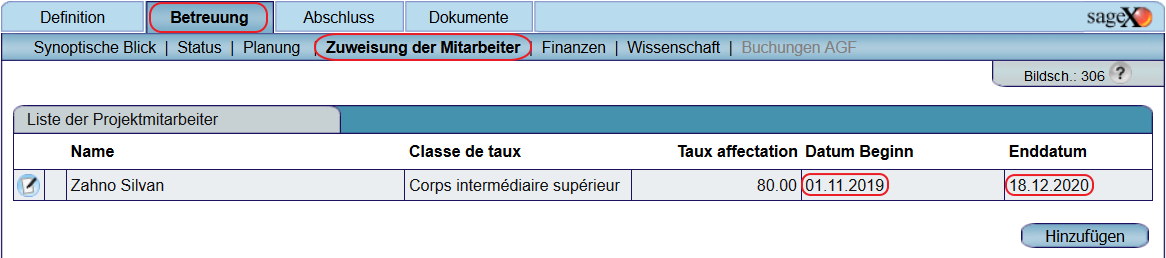 Definition Betreuung Abschluss Dokumente sageX
Synoptische Blick | Status | Planung | Zuweisung der Mitarbeiter | Finanzen | Wissenschaft | Buchungen AGF
Bildsch.: 306 ?
Liste der Projektmitarbeiter
Name Classe de taux Taux affectation Datum Beginn Enddatum
Zahno Silvan Corps intermédiaire supérieur 80.00 01.11.2019 18.12.2020
Hinzufügen